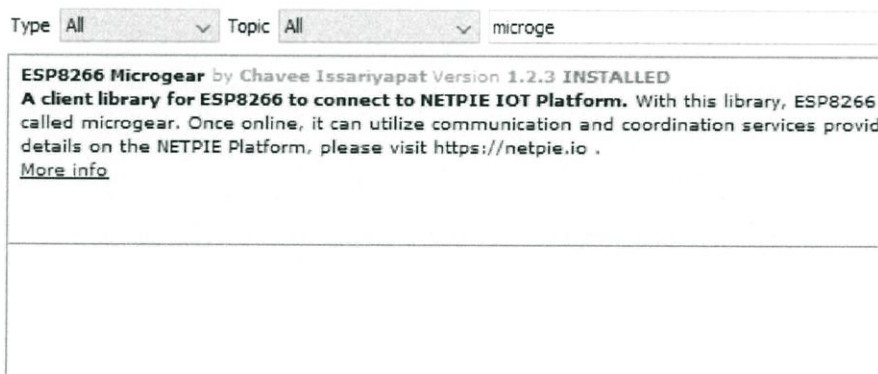 Type All Topic All microge
ESP8266 Microgear by Chavee Issariyapat Version 1.2.3 INSTALLED
A client library for ESP8266 to connect to NETPIE IOT Platform. With this library, ESP8266
called microgear. Once online, it can utilize communication and coordination services provid
details on the NETPIE Platform, please visit https://netpie.io .
More info